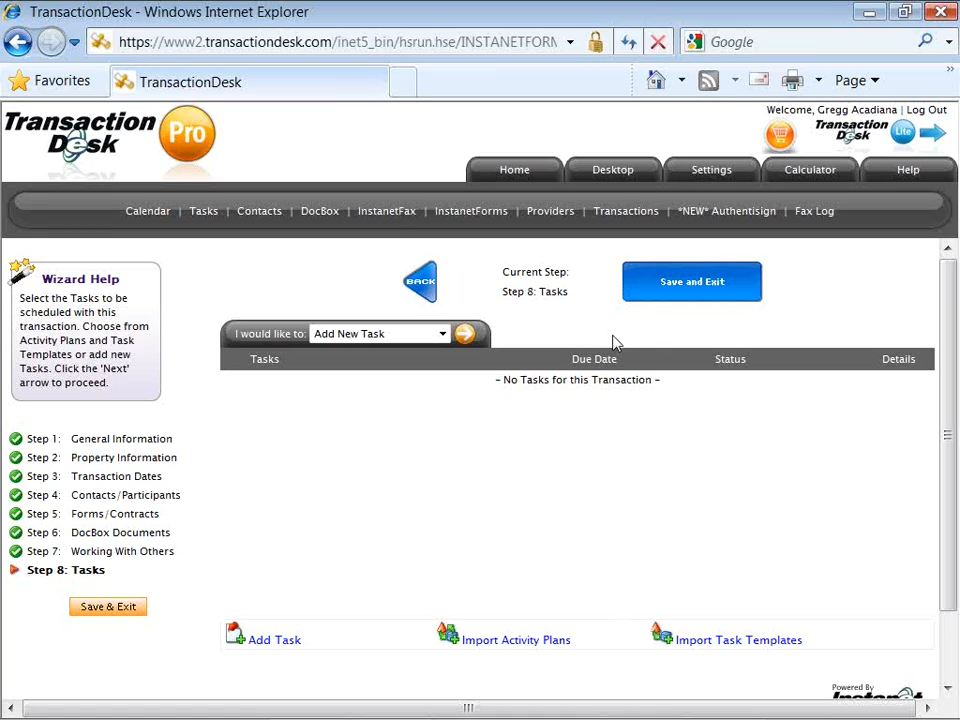 TransactionDesk - Windows Internet Explorer
https://www2.transactiondesk.com/inet5_bin/hsrun.hse/INSTANETFORM
Google
Favorites
TransactionDesk
Page
»
Welcome, Gregg Acadiana | Log Out
Transaction Desk
Pro
Transaction Desk
Lite
Home
Desktop
Settings
Calculator
Help
Calendar | Tasks | Contacts | DocBox | InstanetFax | InstanetForms | Providers | Transactions | *NEW* Authentisign | Fax Log
Wizard Help
Select the Tasks to be
scheduled with this
transaction. Choose from
Activity Plans and Task
Templates or add new
Tasks. Click the 'Next'
arrow to proceed.
BACK
Current Step:
Step 8: Tasks
Save and Exit
I would like to: Add New Task
Tasks Due Date Status Details
- No Tasks for this Transaction -
Step 1: General Information
Step 2: Property Information
Step 3: Transaction Dates
Step 4: Contacts/Participants
Step 5: Forms/Contracts
Step 6: DocBox Documents
Step 7: Working With Others
Step 8: Tasks
Save & Exit
Add Task
Import Activity Plans
Import Task Templates
Powered By
Instanet